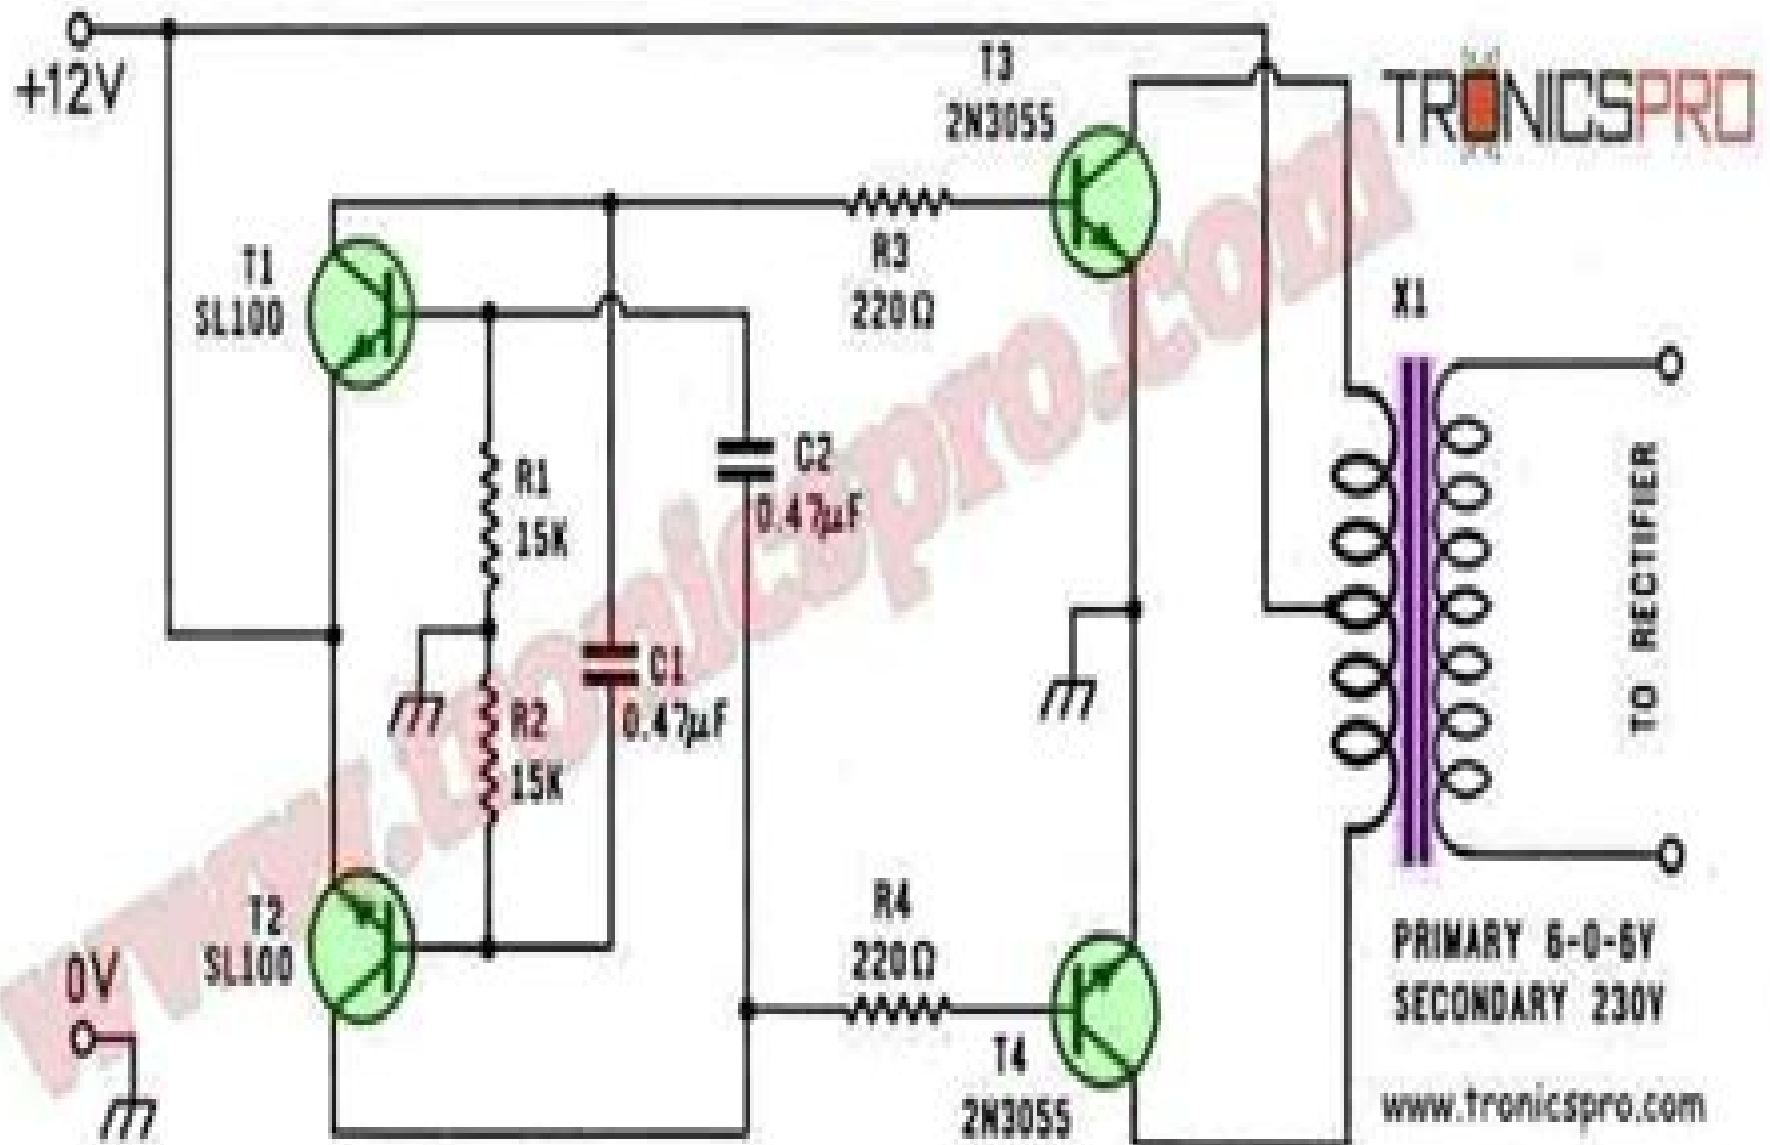 +12V
T3
2N3055
TRONICSPRO
T1
SL100
R3
220Ω
X1
R1
15K
C2
0.47µF
C1
0.47µF
R2
15K
TO RECTIFIER
T2
SL100
R4
220Ω
0V
T4
2N3055
PRIMARY 6-0-6V
SECONDARY 230V
www.tronicspro.com
www.tronicspro.com